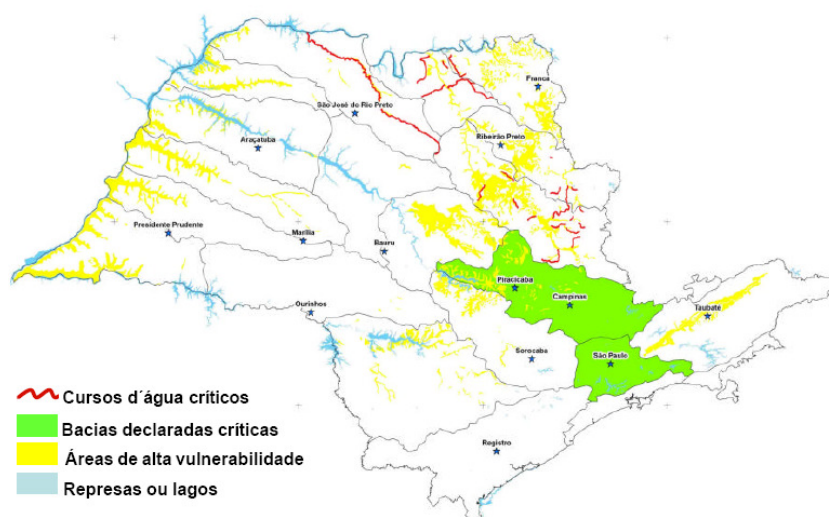 Franca
São José do Rio Preto
Ribeirão Preto
Araçatuba
Presidente Prudente
Marília
Bauru
Piracicaba
Campinas
Ourinhos
Taubaté
Sorocaba
São Paulo
Cursos d´água críticos
Bacias declaradas críticas
Áreas de alta vulnerabilidade
Registro
Represas ou lagos